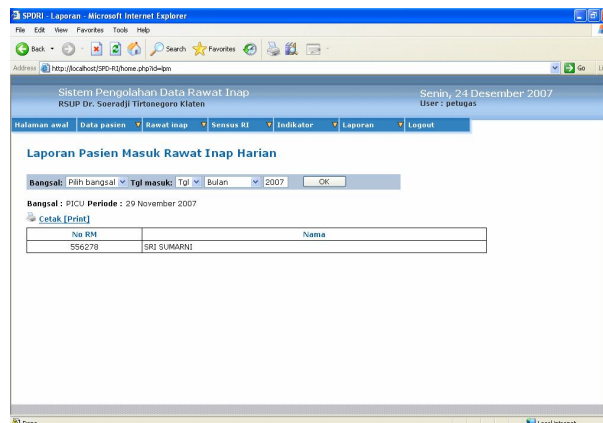 SPDRI - Laporan - Microsoft Internet Explorer
File Edit View Favorites Tools Help
Back Search Favorites
Address http://localhost/SPD-RI/home.php?id=lpm Go
Sistem Pengolahan Data Rawat Inap Senin, 24 Desember 2007
RSUP Dr. Soeradji Tirtonegoro Klaten User : petugas
Halaman awal Data pasien Rawat inap Sensus RI Indikator Laporan Logout
Laporan Pasien Masuk Rawat Inap Harian
Bangsal: Pilih bangsal Tgl masuk: Tgl Bulan 2007 OK
Bangsal : PICU Periode : 29 November 2007
Cetak [Print]
No RM Nama
556278 SRI SUMARNI
Done Local intranet